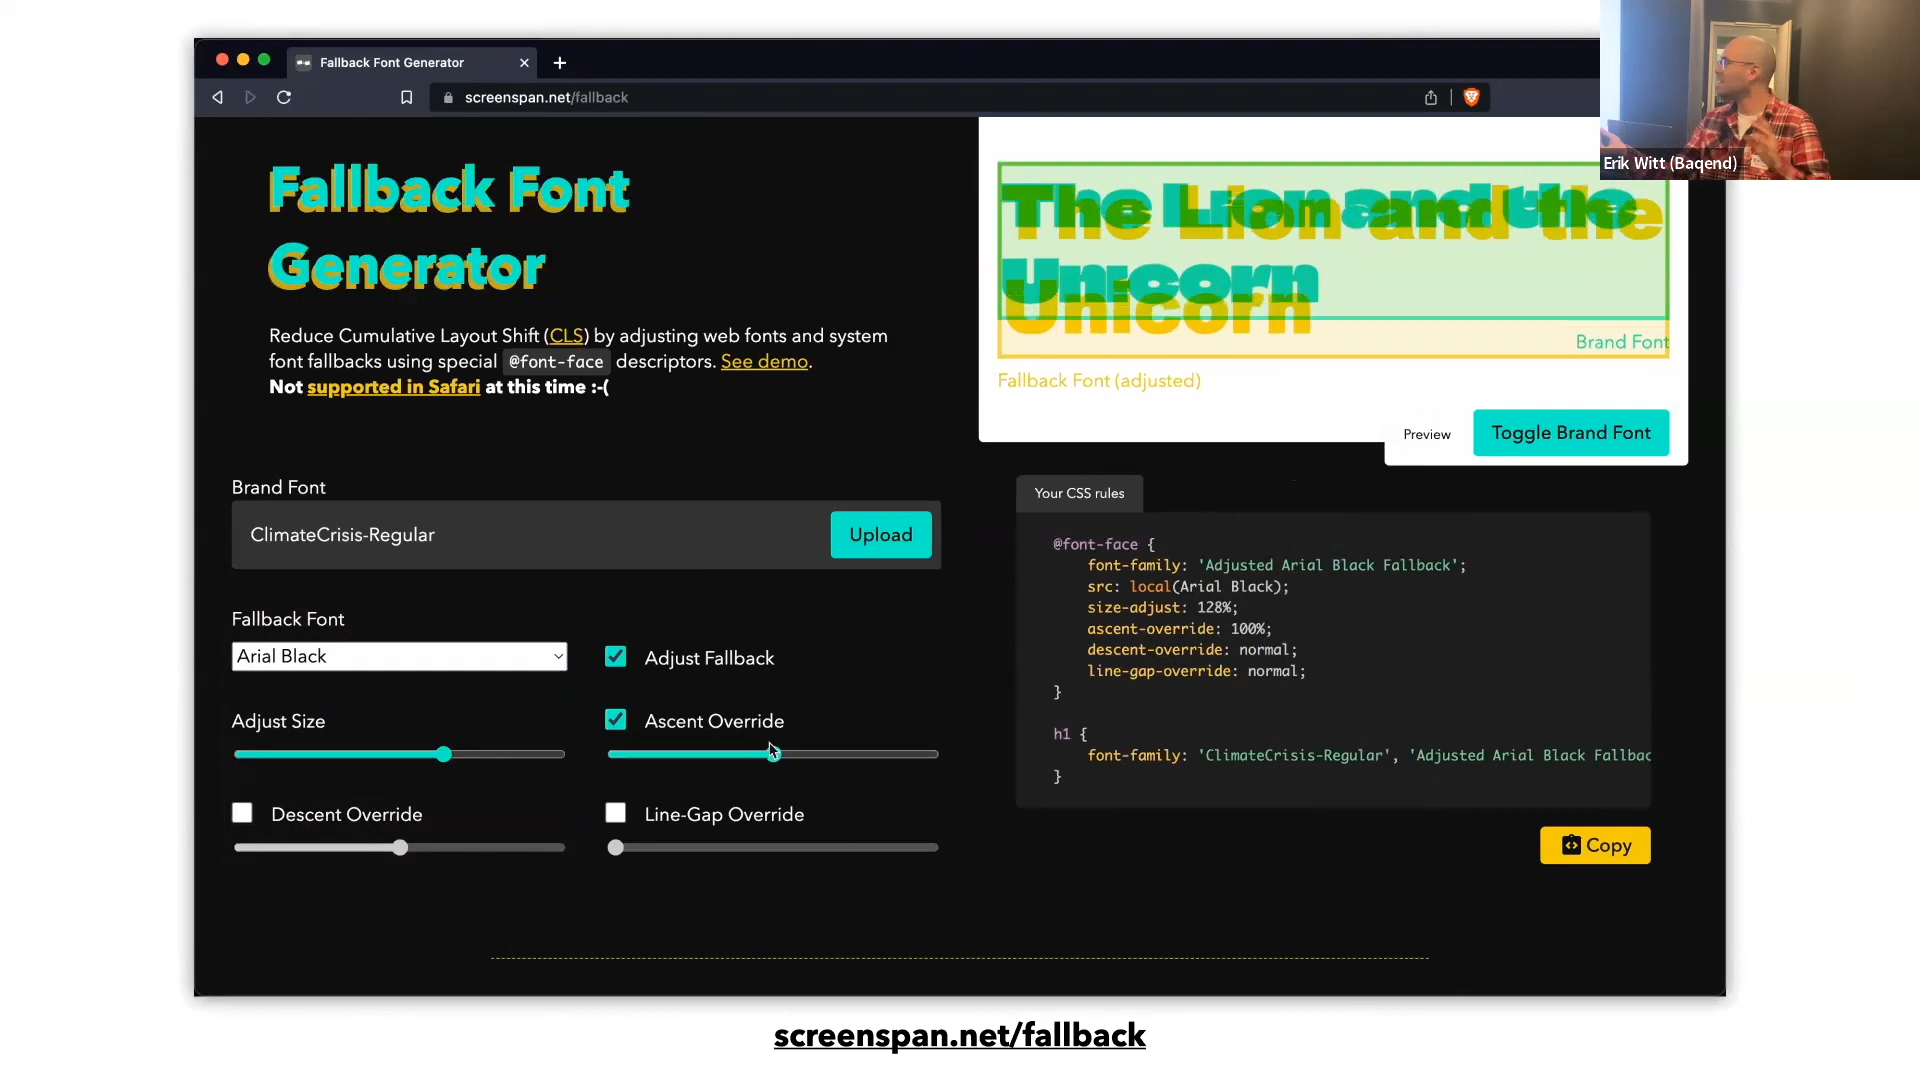 Fallback Font Generator
screenspan.net/fallback
Erik Witt (Baqend)
Fallback Font
Generator
Reduce Cumulative Layout Shift (CLS) by adjusting web fonts and system
font fallbacks using special @font-face descriptors. See demo.
Not supported in Safari at this time :-(
The Lion and the
Unicorn
The Lion and the
Unicorn
Brand Font
Fallback Font (adjusted)
Preview
Toggle Brand Font
Brand Font
ClimateCrisis-Regular
Upload
Fallback Font
Arial Black
Adjust Fallback
Adjust Size
Ascent Override
Descent Override
Line-Gap Override
Your CSS rules
@font-face {
font-family: 'Adjusted Arial Black Fallback';
src: local(Arial Black);
size-adjust: 128%;
ascent-override: 100%;
descent-override: normal;
line-gap-override: normal;
}
h1 {
font-family: 'ClimateCrisis-Regular', 'Adjusted Arial Black Fallbac
}
Copy
screenspan.net/fallback